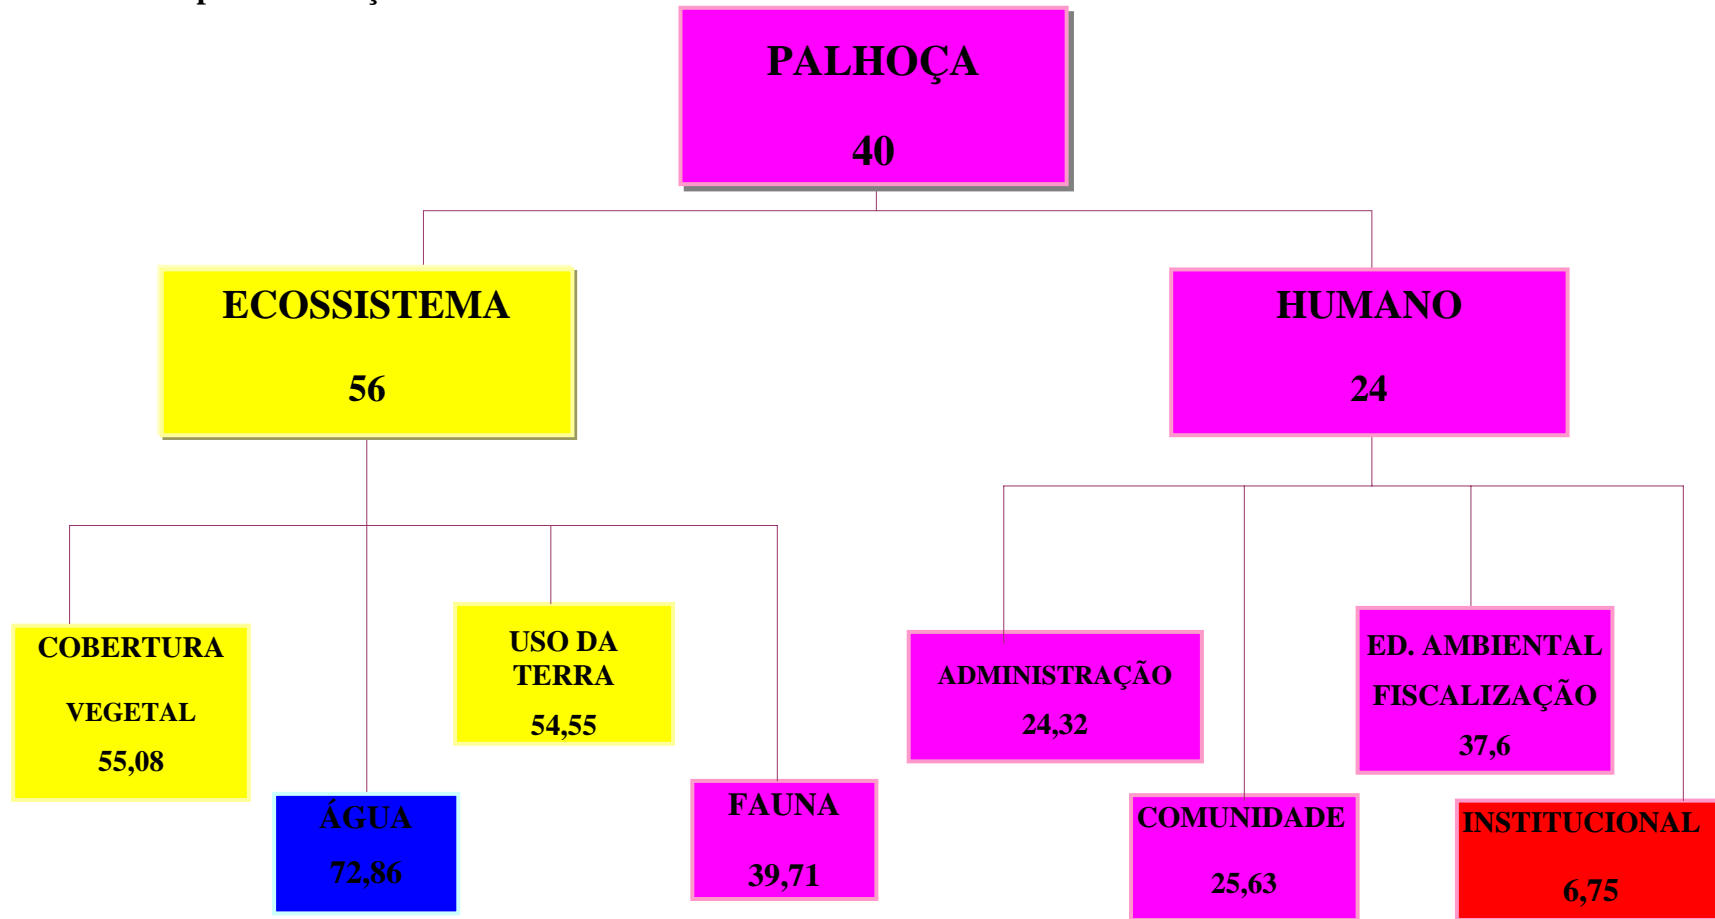 PALHOÇA
40
ECOSSISTEMA
56
HUMANO
24
COBERTURA
VEGETAL
55,08
ÁGUA
72,86
USO DA
TERRA
54,55
FAUNA
39,71
ADMINISTRAÇÃO
24,32
COMUNIDADE
25,63
ED. AMBIENTAL
FISCALIZAÇÃO
37,6
INSTITUCIONAL
6,75